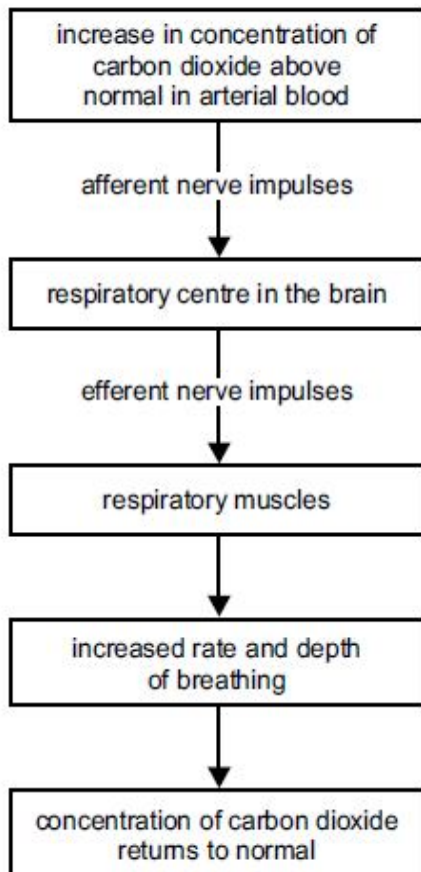 increase in concentration of
carbon dioxide above
normal in arterial blood
afferent nerve impulses
respiratory centre in the brain
efferent nerve impulses
respiratory muscles
increased rate and depth
of breathing
concentration of carbon dioxide
returns to normal